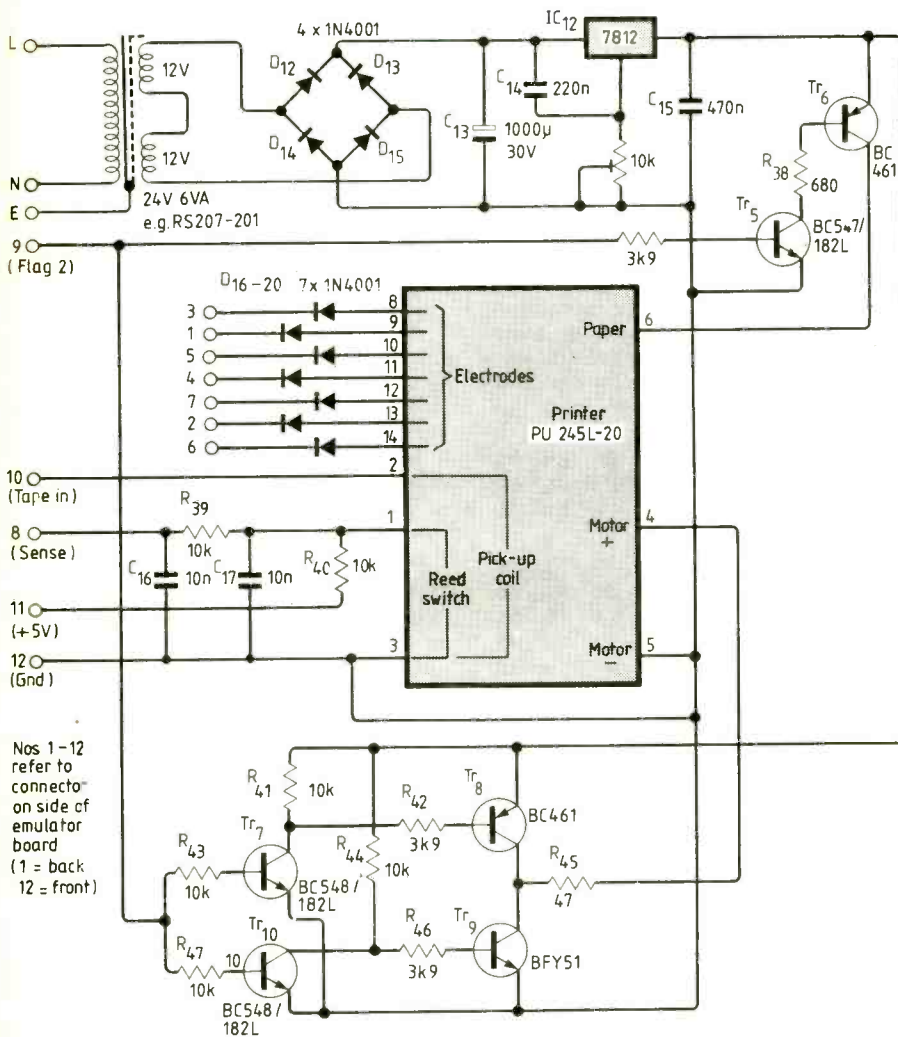 L
N
E
9
(Flag 2)
12V
12V
24V 6VA
e.g.RS207-201
4 x 1N4001
D12
D13
D14
D15
C13
1000µ
30V
C14
220n
IC12
7812
10k
C15
470n
Tr6
BC
461
R38
680
Tr5
BC547/
182L
3k9
D16-20 7x 1N4001
3
1
5
4
7
2
6
8
9
10
11
12
13
14
Electrodes
Paper
6
Printer
PU 245L-20
10
(Tape in)
2
8
(Sense)
R39
10k
1
C16
10n
C17
10n
R40
10k
Reed
switch
Pick-up
coil
Motor
+
4
11
(+5V)
12
(Gnd)
3
Motor
–
5
Nos 1-12
refer to
connecto
on side of
emulator
board
(1 = back
12 = front)
R41
10k
Tr7
R43
10k
BC548/
182L
R44
10k
R42
3k9
Tr8
BC461
R45
47
R47
10k
10
Tr10
BC548/
182L
R46
3k9
Tr9
BFY51